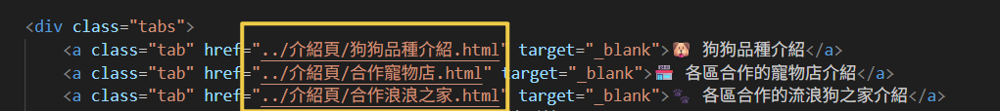 <div class="tabs">
<a class="tab" href="../介紹頁/狗狗品種介紹.html" target="_blank">🐶 狗狗品種介紹</a>
<a class="tab" href="../介紹頁/合作寵物店.html" target="_blank">🏪 各區合作的寵物店介紹</a>
<a class="tab" href="../介紹頁/合作浪浪之家.html" target="_blank">🐾 各區合作的流浪狗之家介紹</a>